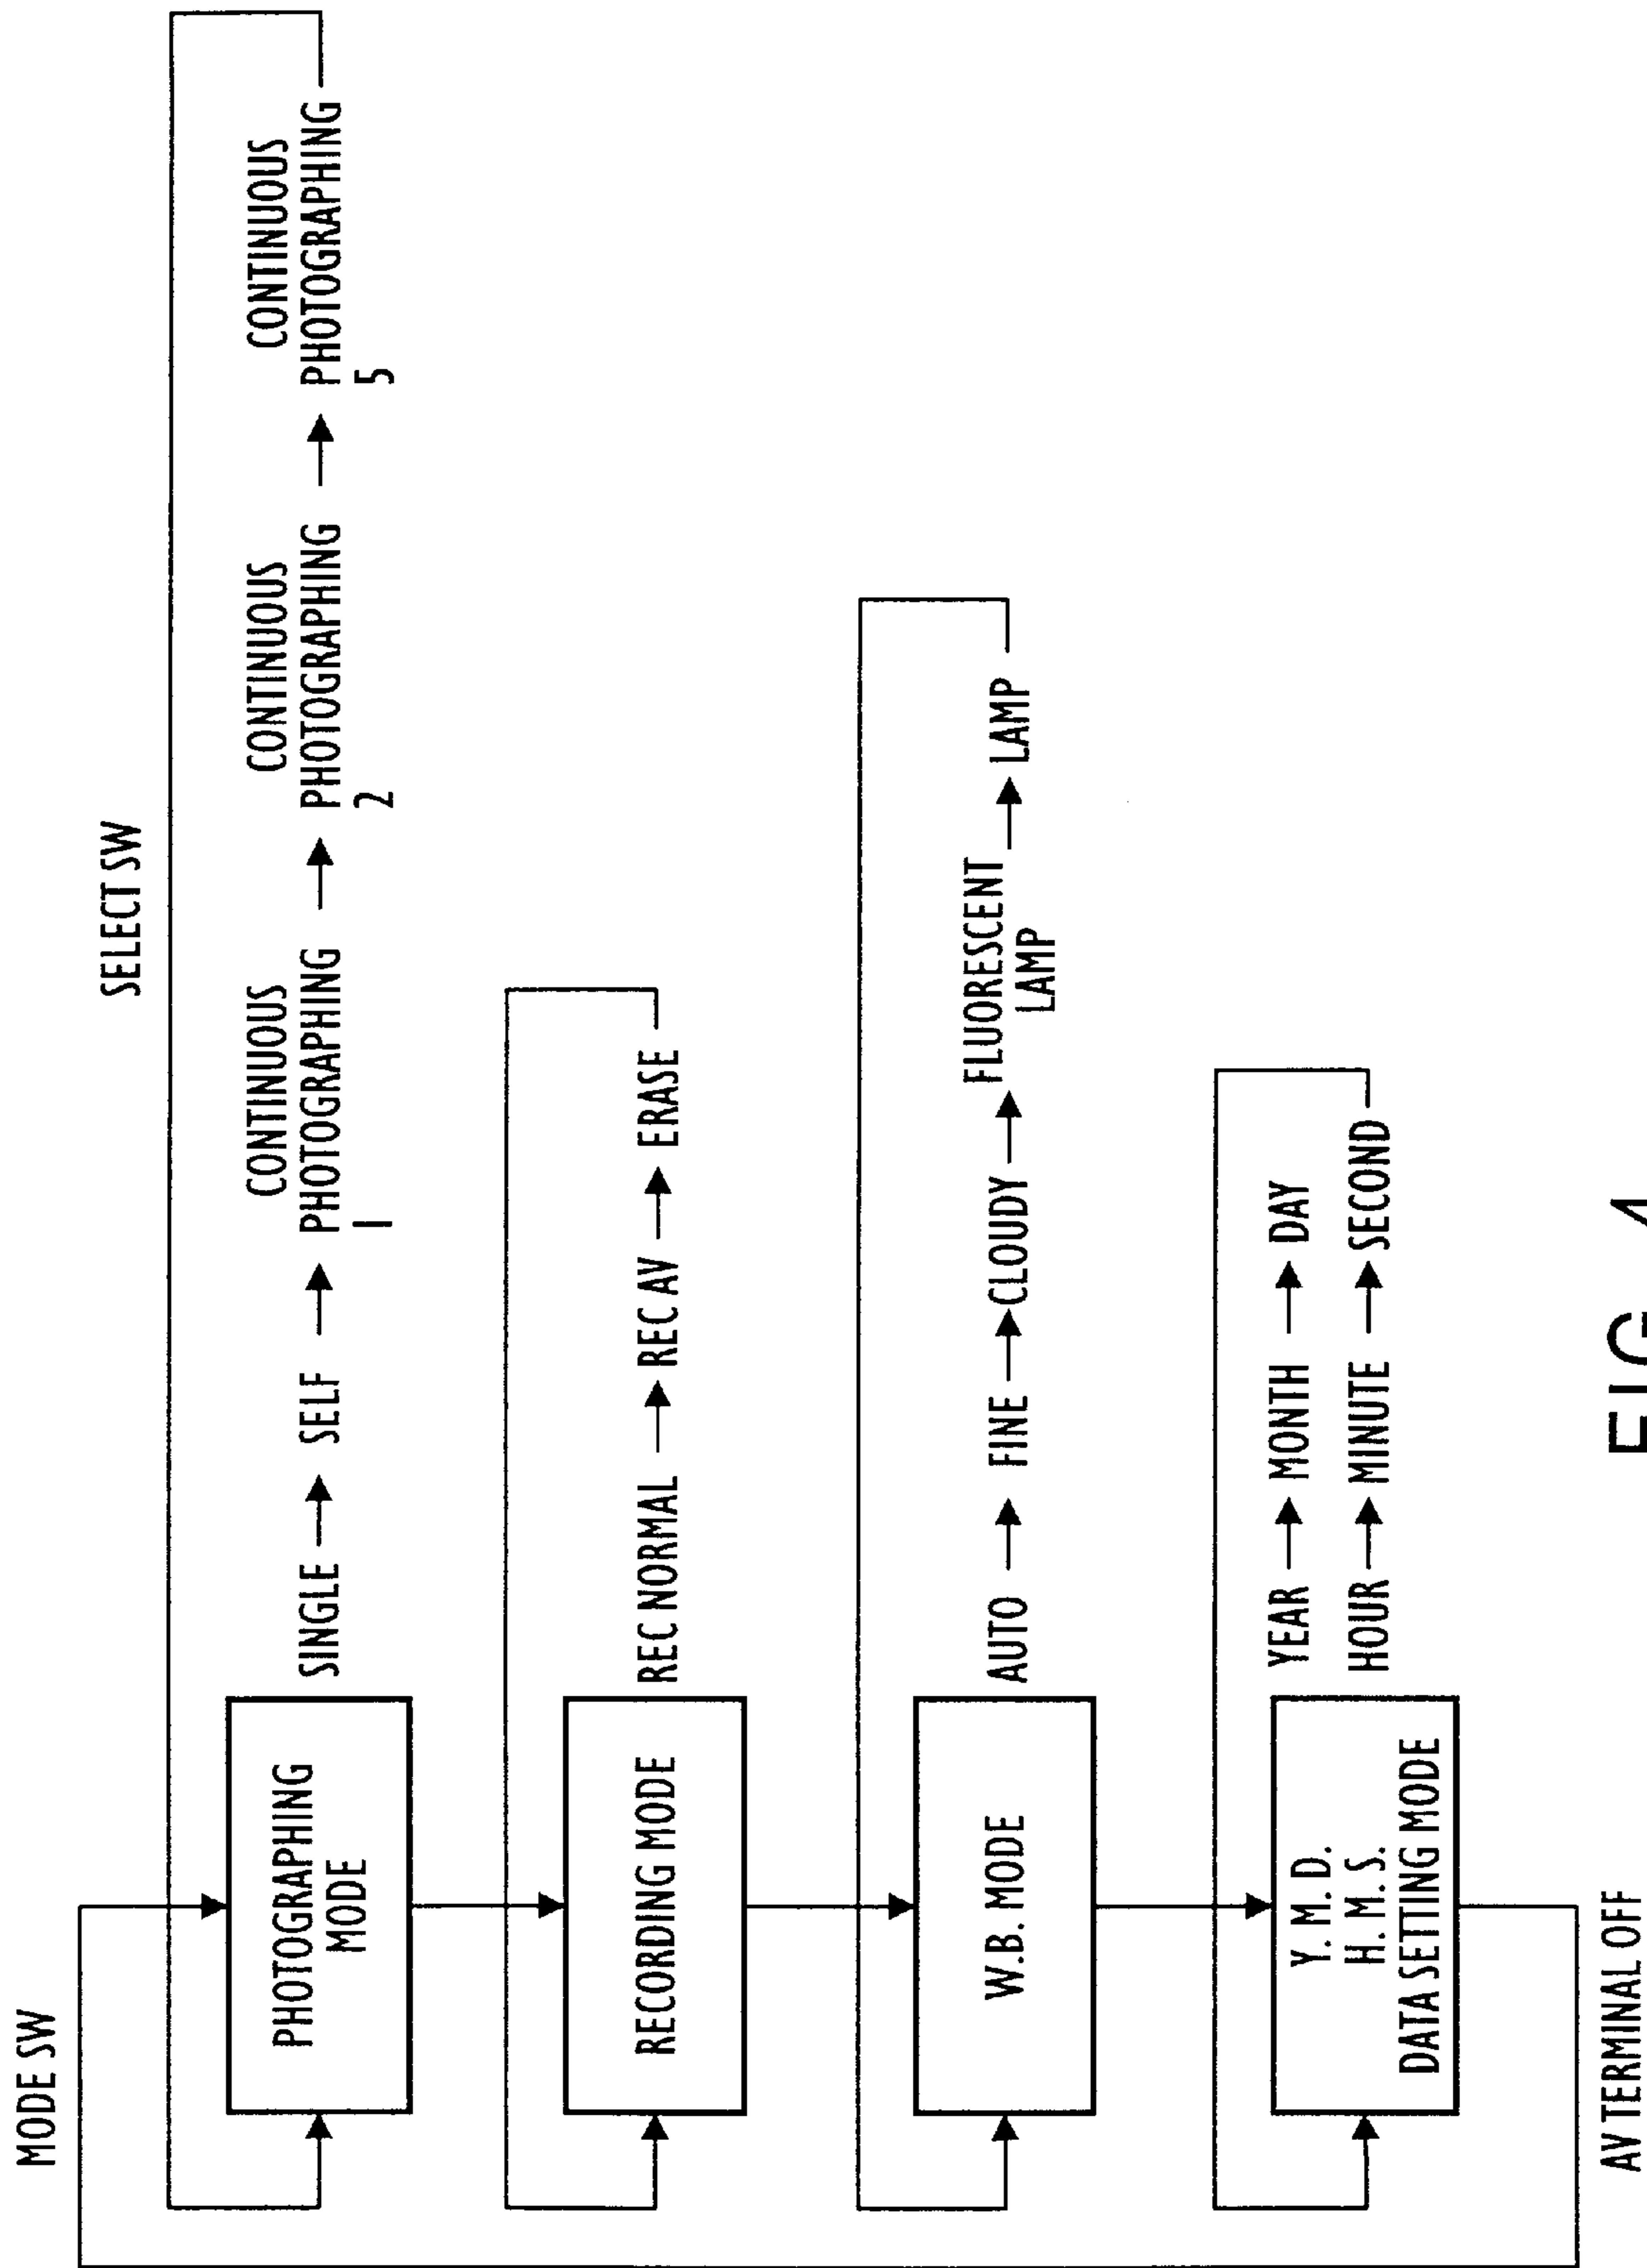 MODE SW
SELECT SW
PHOTOGRAPHING
MODE
SINGLE → SELF → CONTINUOUS
PHOTOGRAPHING
1
→ CONTINUOUS
PHOTOGRAPHING
2
→ CONTINUOUS
PHOTOGRAPHING
5
RECORDING MODE
REC NORMAL → REC AV → ERASE
W.B. MODE
AUTO → FINE → CLOUDY → FLUORESCENT
LAMP
→ LAMP
Y. M. D.
H. M. S.
DATA SETTING MODE
YEAR → MONTH → DAY
HOUR → MINUTE → SECOND
AV TERMINAL OFF
FIG. 4